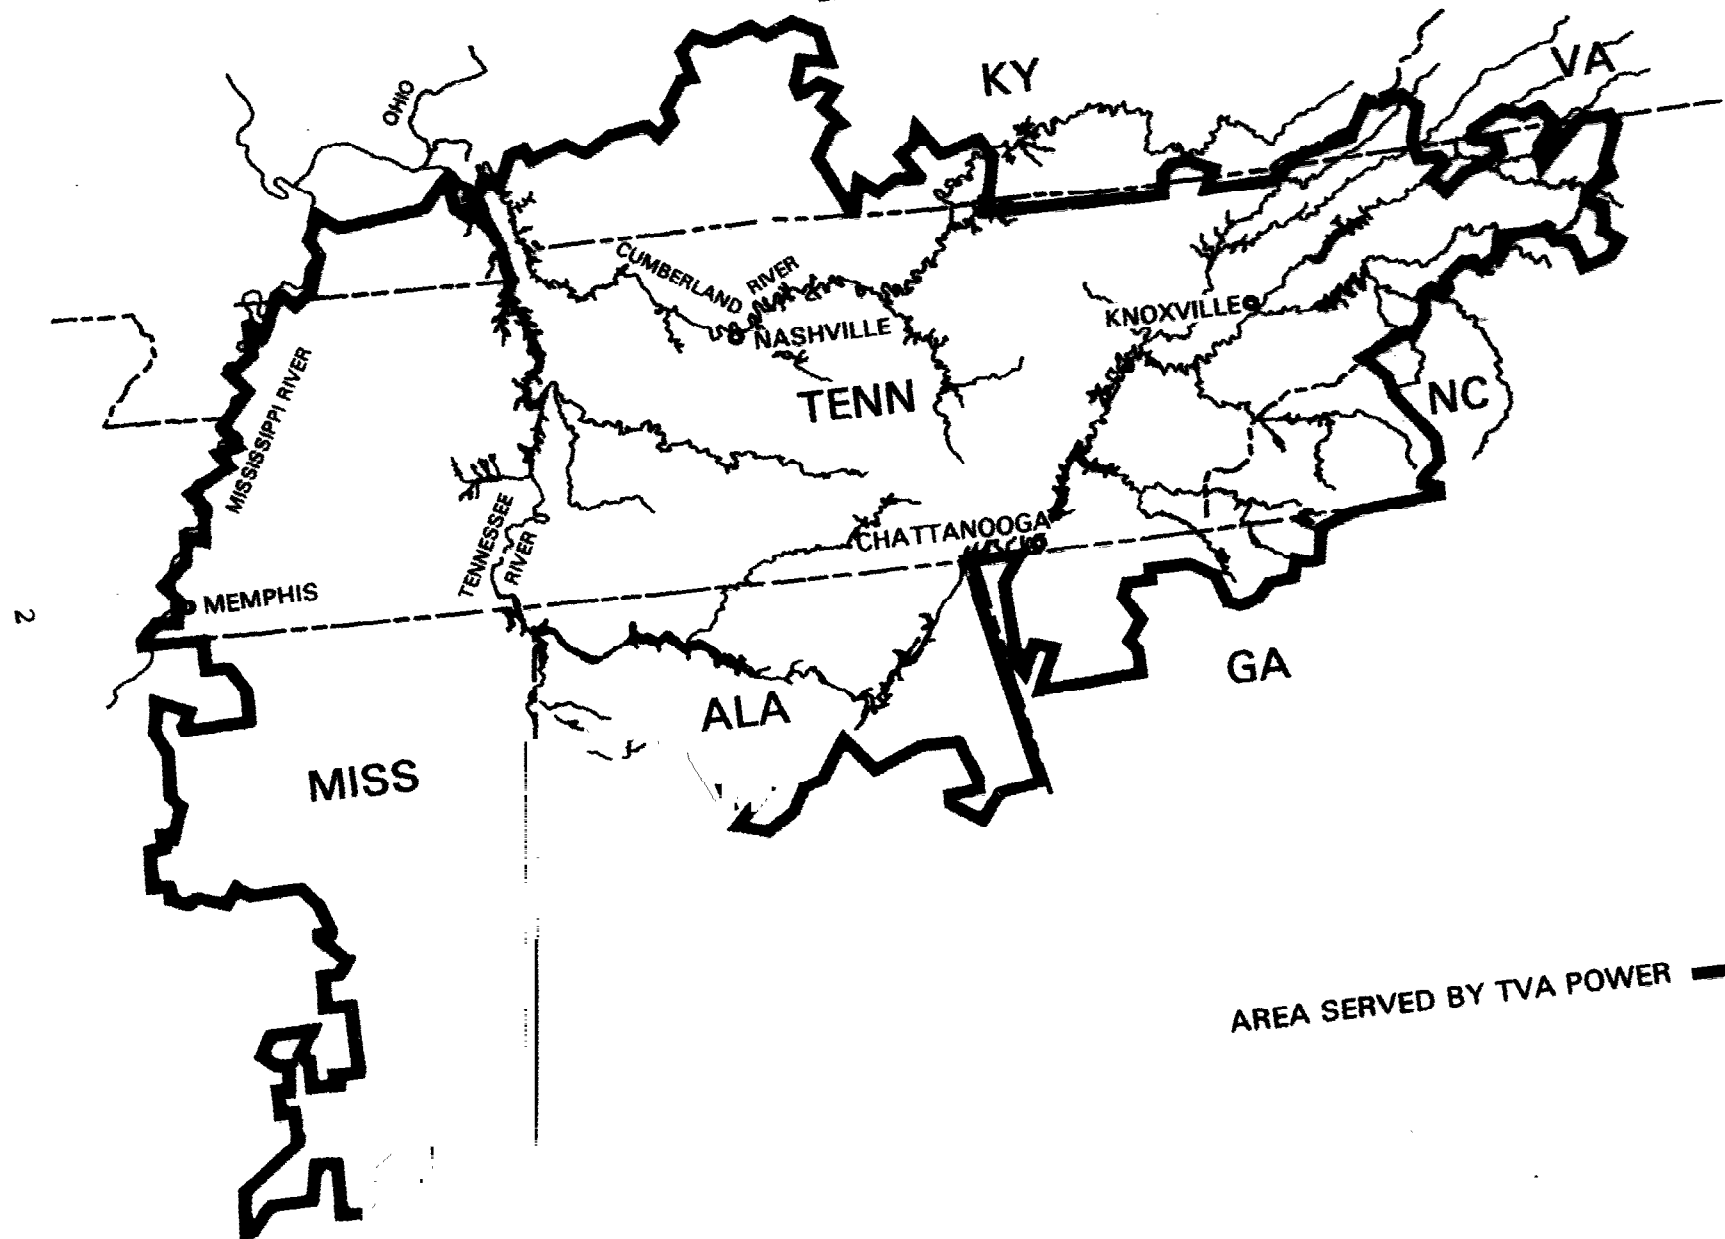 KY
VA
OHIO
CUMBERLAND RIVER
NASHVILLE
KNOXVILLE
TENN
NC
MISSISSIPPI RIVER
TENNESSEE
RIVER
CHATTANOOGA
MEMPHIS
GA
ALA
MISS
AREA SERVED BY TVA POWER
2